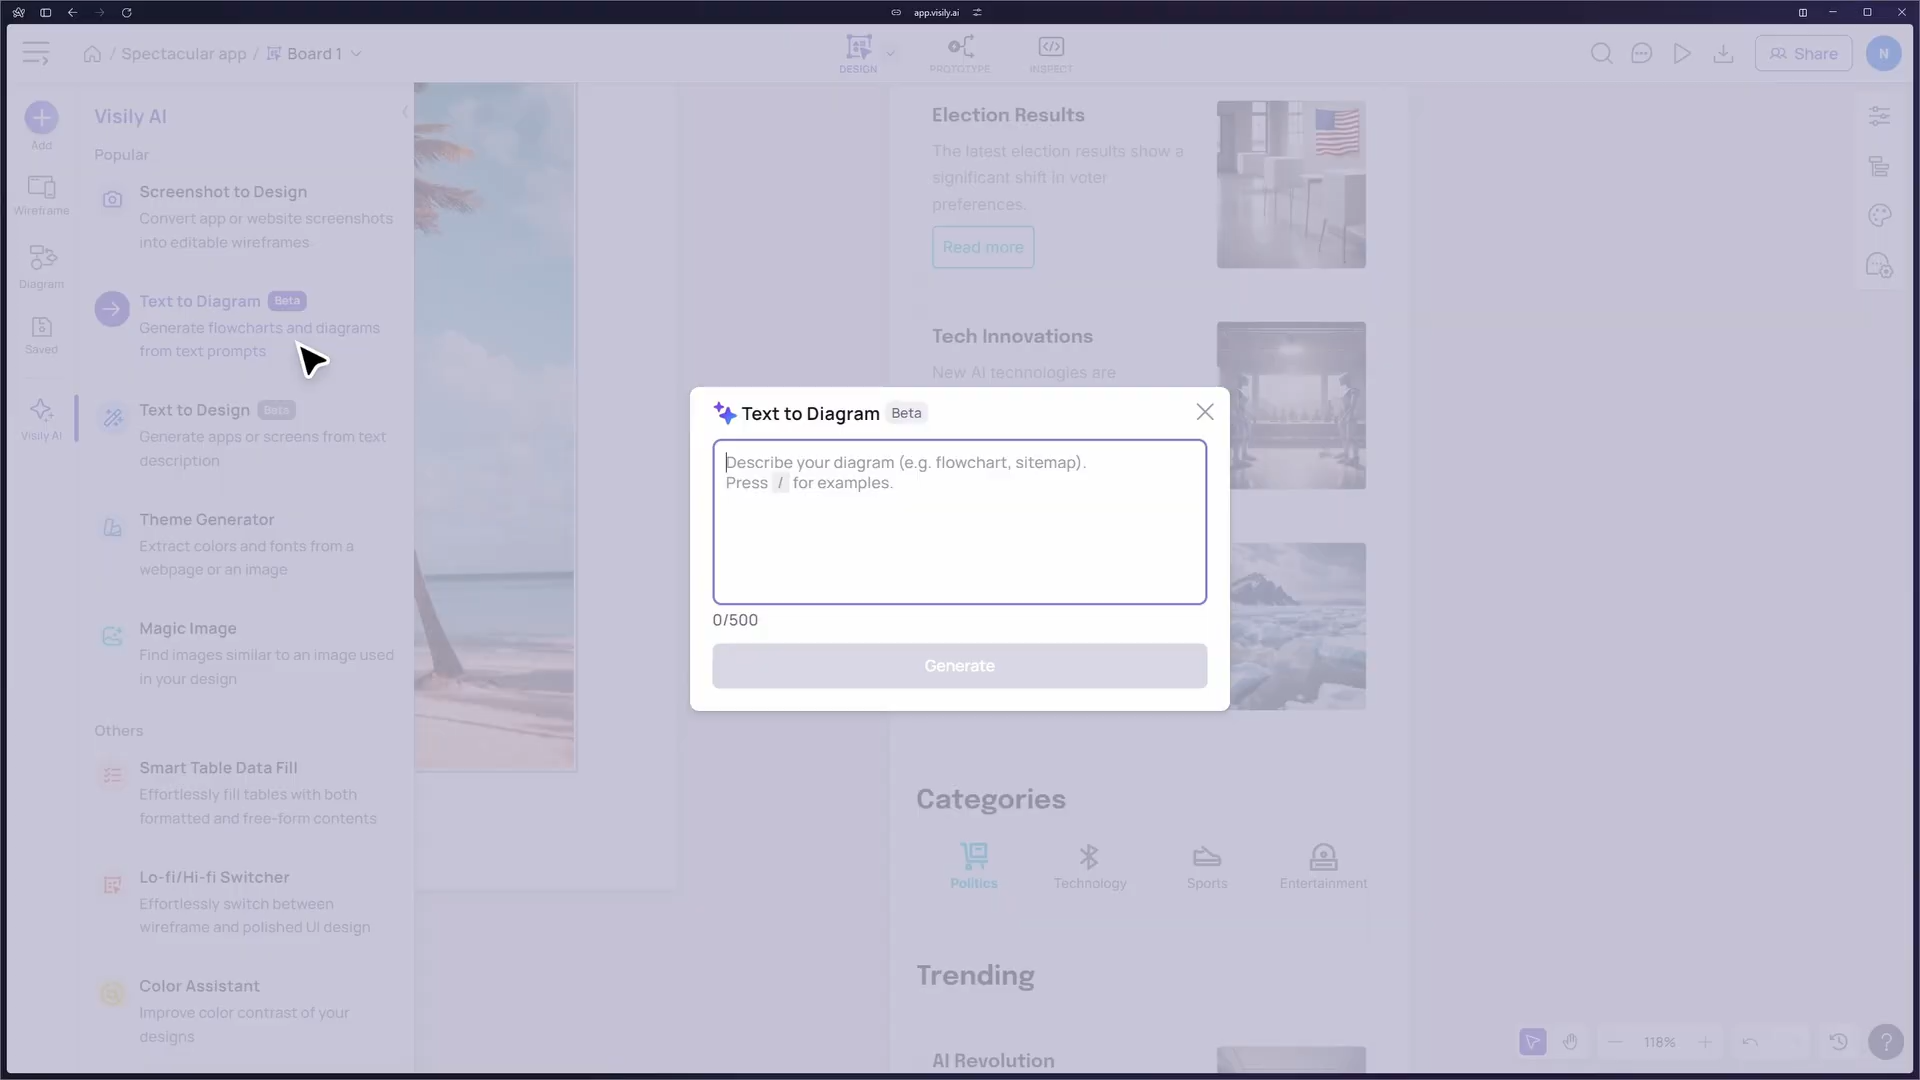 app.visily.ai
/ Spectacular app / Board 1
DESIGN
PROTOTYPE
INSPECT
Share
N
Add
Wireframe
Diagram
Saved
Visily AI
Visily AI
Popular
Screenshot to Design
Convert app or website screenshots
into editable wireframes
Text to Diagram Beta
Generate flowcharts and diagrams
from text prompts
Text to Design Beta
Generate apps or screens from text
description
Theme Generator
Extract colors and fonts from a
webpage or an image
Magic Image
Find images similar to an image used
in your design
Others
Smart Table Data Fill
Effortlessly fill tables with both
formatted and free-form contents
Lo-fi/Hi-fi Switcher
Effortlessly switch between
wireframe and polished UI design
Color Assistant
Improve color contrast of your
designs
Election Results
The latest election results show a
significant shift in voter
preferences.
Read more
Tech Innovations
New AI technologies are
Text to Diagram Beta
Describe your diagram (e.g. flowchart, sitemap).
Press / for examples.
0/500
Generate
Categories
Politics
Technology
Sports
Entertainment
Trending
AI Revolution
118%
?